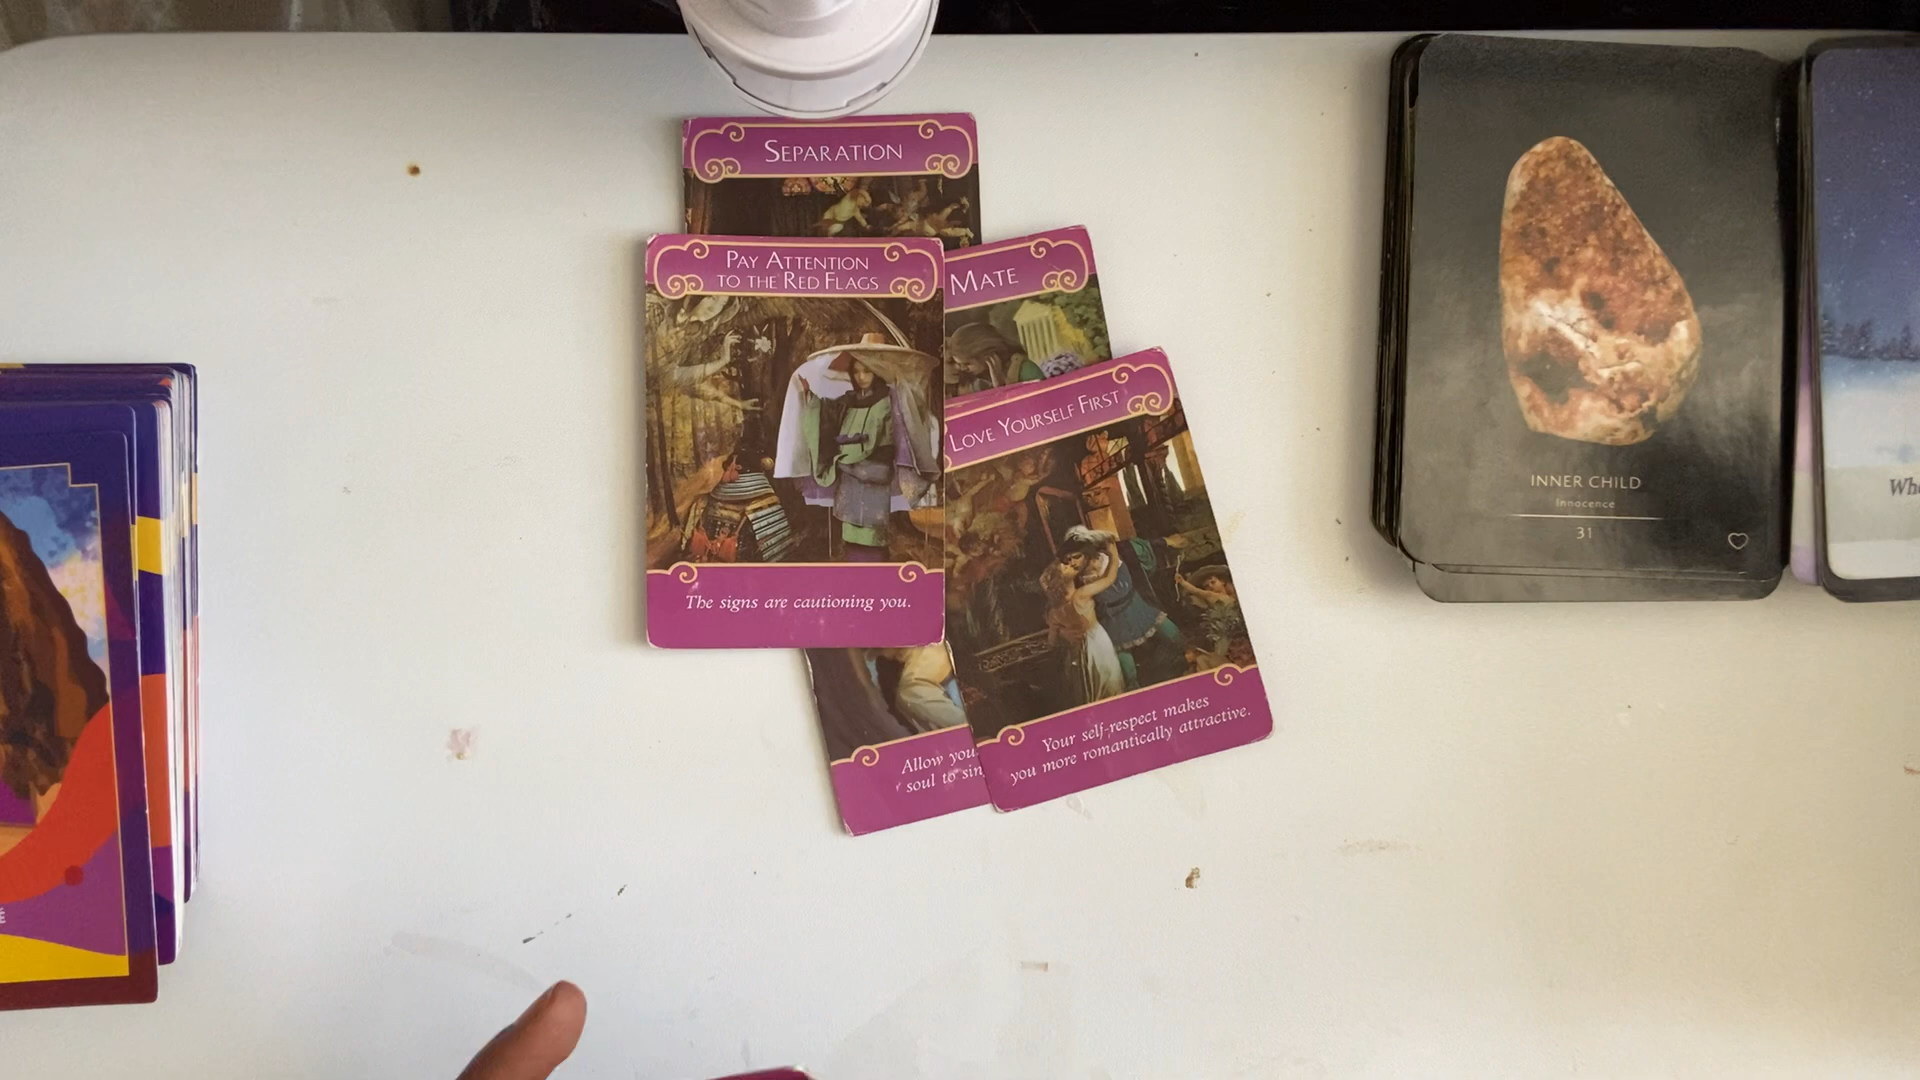 SEPARATION
PAY ATTENTION
TO THE RED FLAGS
The signs are cautioning you.
MATE
LOVE YOURSELF FIRST
Your self-respect makes
you more romantically attractive.
Allow you
soul to sin
INNER CHILD
Innocence
31
É